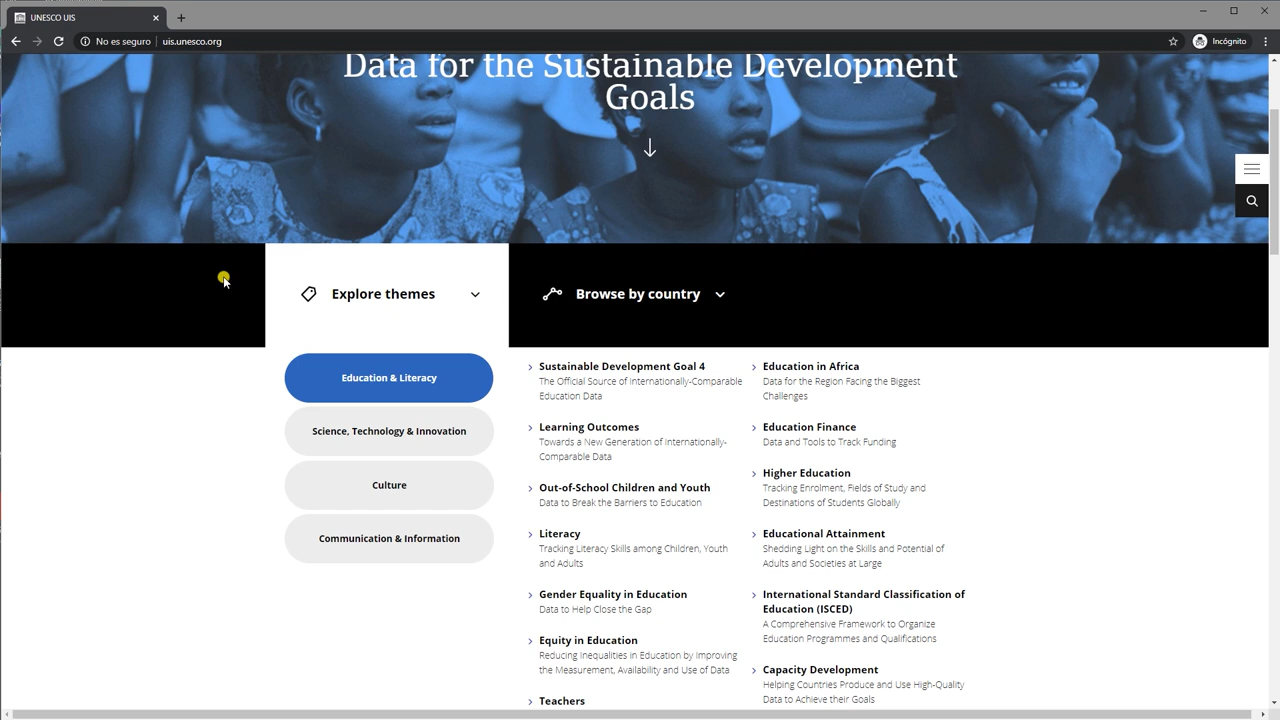 UNESCO UIS
No es seguro
uis.unesco.org
Incógnito
Data for the Sustainable Development
Goals
Explore themes
Browse by country
Education & Literacy
Science, Technology & Innovation
Culture
Communication & Information
Sustainable Development Goal 4
The Official Source of Internationally-Comparable
Education Data
Learning Outcomes
Towards a New Generation of Internationally-
Comparable Data
Out-of-School Children and Youth
Data to Break the Barriers to Education
Literacy
Tracking Literacy Skills among Children, Youth
and Adults
Gender Equality in Education
Data to Help Close the Gap
Equity in Education
Reducing Inequalities in Education by Improving
the Measurement, Availability and Use of Data
Teachers
Education in Africa
Data for the Region Facing the Biggest
Challenges
Education Finance
Data and Tools to Track Funding
Higher Education
Tracking Enrolment, Fields of Study and
Destinations of Students Globally
Educational Attainment
Shedding Light on the Skills and Potential of
Adults and Societies at Large
International Standard Classification of
Education (ISCED)
A Comprehensive Framework to Organize
Education Programmes and Qualifications
Capacity Development
Helping Countries Produce and Use High-Quality
Data to Achieve their Goals